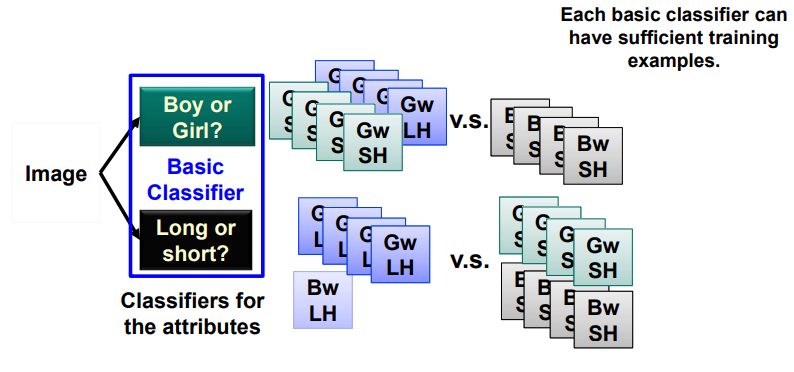 Each basic classifier can
have sufficient training
examples.
Image
Boy or
Girl?
Basic
Classifier
Long or
short?
Classifiers for
the attributes
G
G
G
Gw
LH
G
S
G
S
G
S
Gw
SH
v.s.
B
S
B
S
B
S
Bw
SH
G
L
G
L
G
L
Gw
LH
Bw
LH
v.s.
G
S
G
S
G
S
Gw
SH
B
S
B
S
B
S
Bw
SH